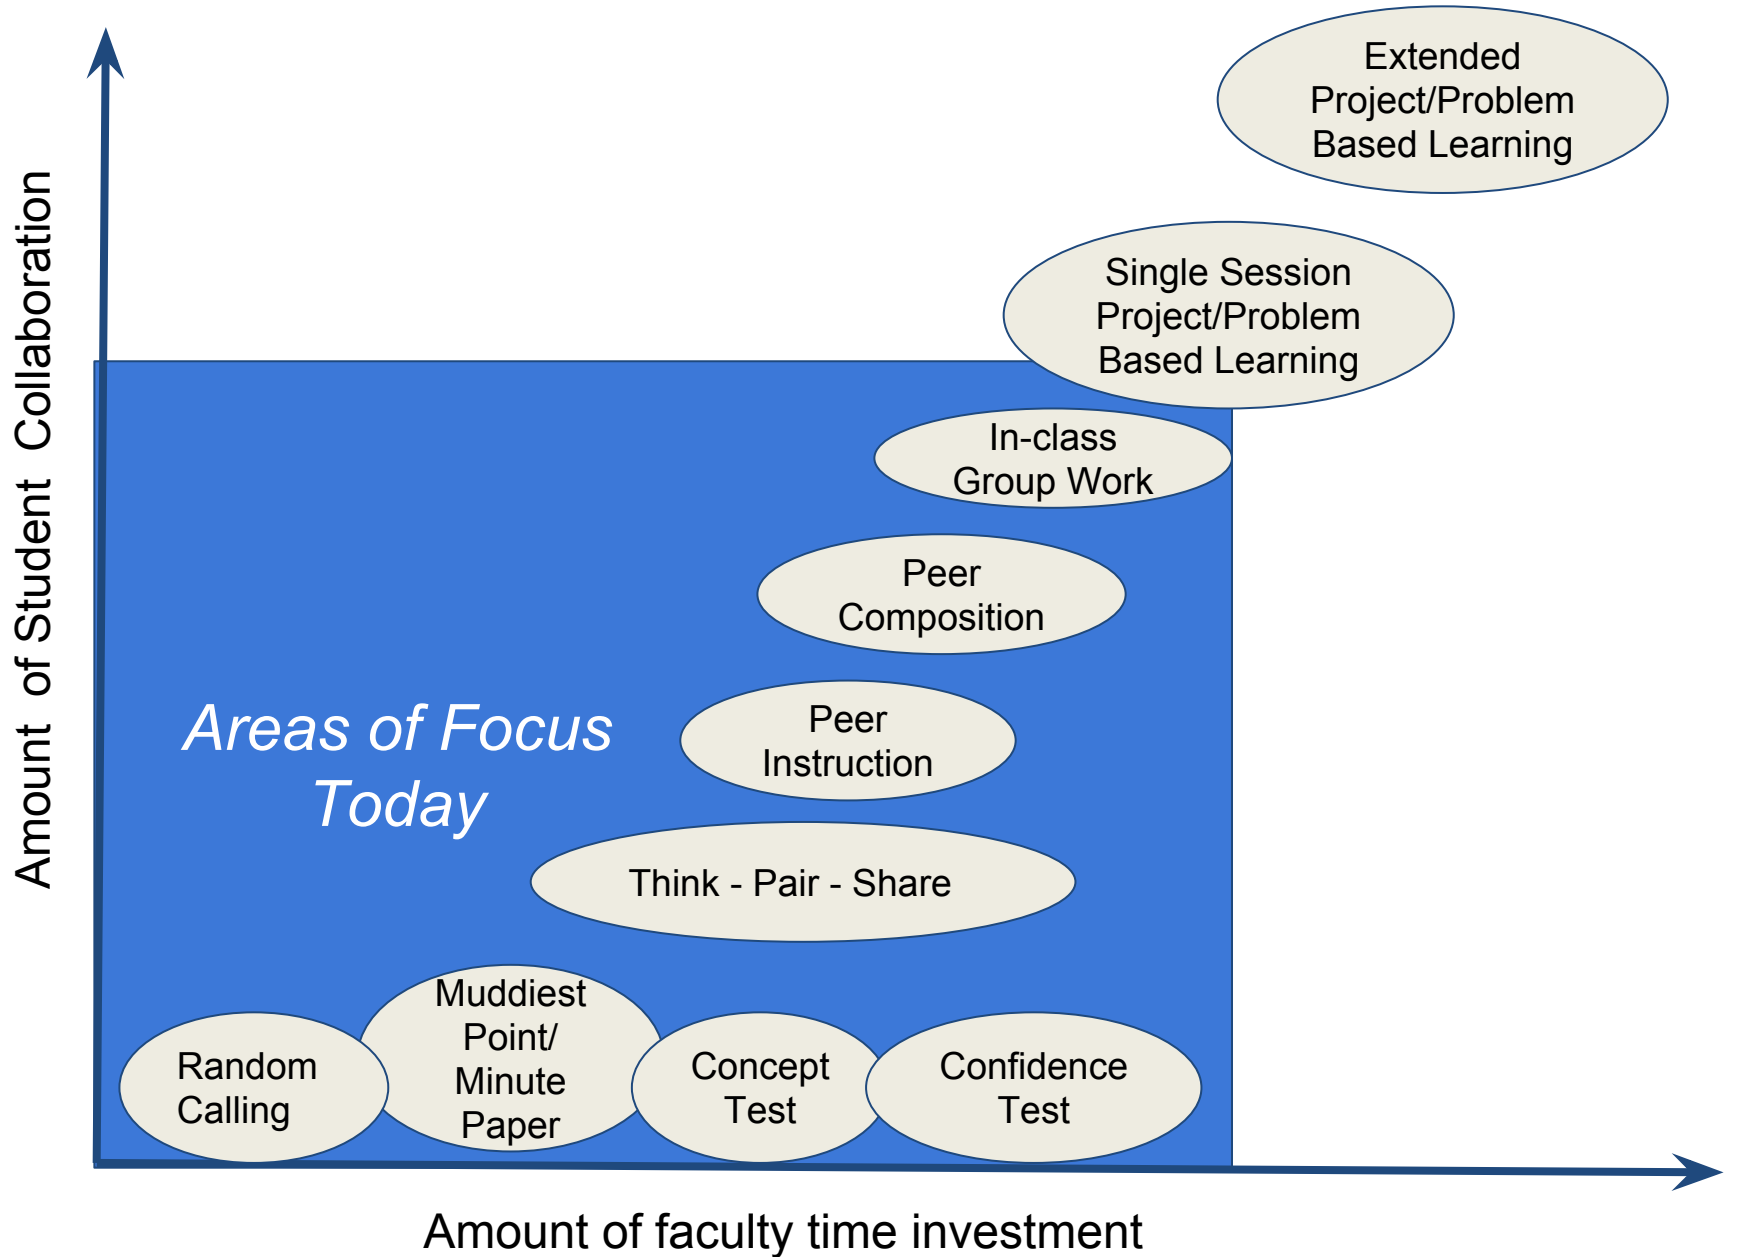 Extended
Project/Problem
Based Learning
Single Session
Project/Problem
Based Learning
In-class
Group Work
Peer
Composition
Peer
Instruction
Think - Pair - Share
Muddiest
Point/
Minute
Paper
Random
Calling
Concept
Test
Confidence
Test
Areas of Focus
Today
Amount of Student Collaboration
Amount of faculty time investment